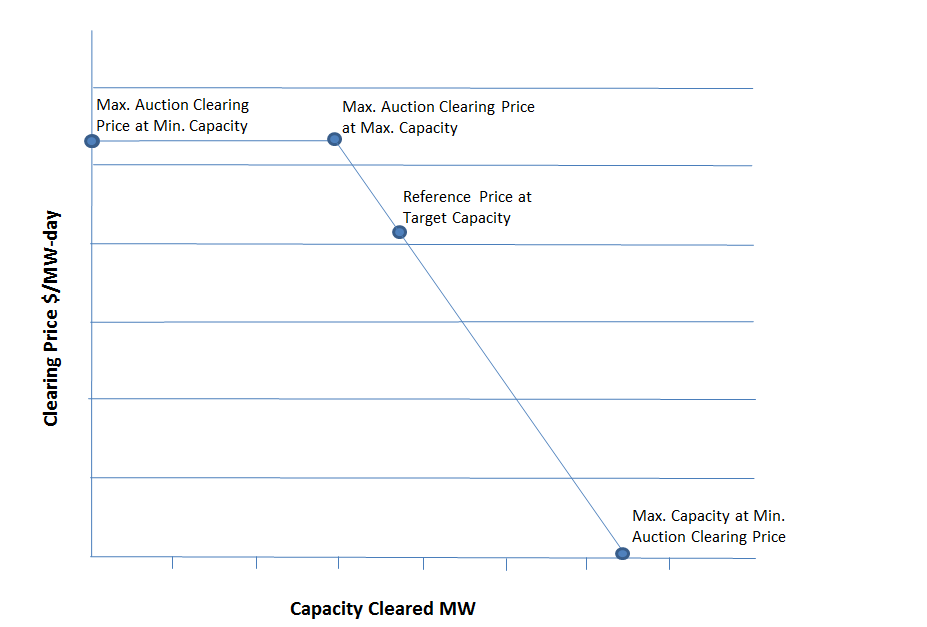 Max. Auction Clearing
Price at Min. Capacity
Max. Auction Clearing Price
at Max. Capacity
Reference Price at
Target Capacity
Clearing Price $/MW-day
Max. Capacity at Min.
Auction Clearing Price
Capacity Cleared MW